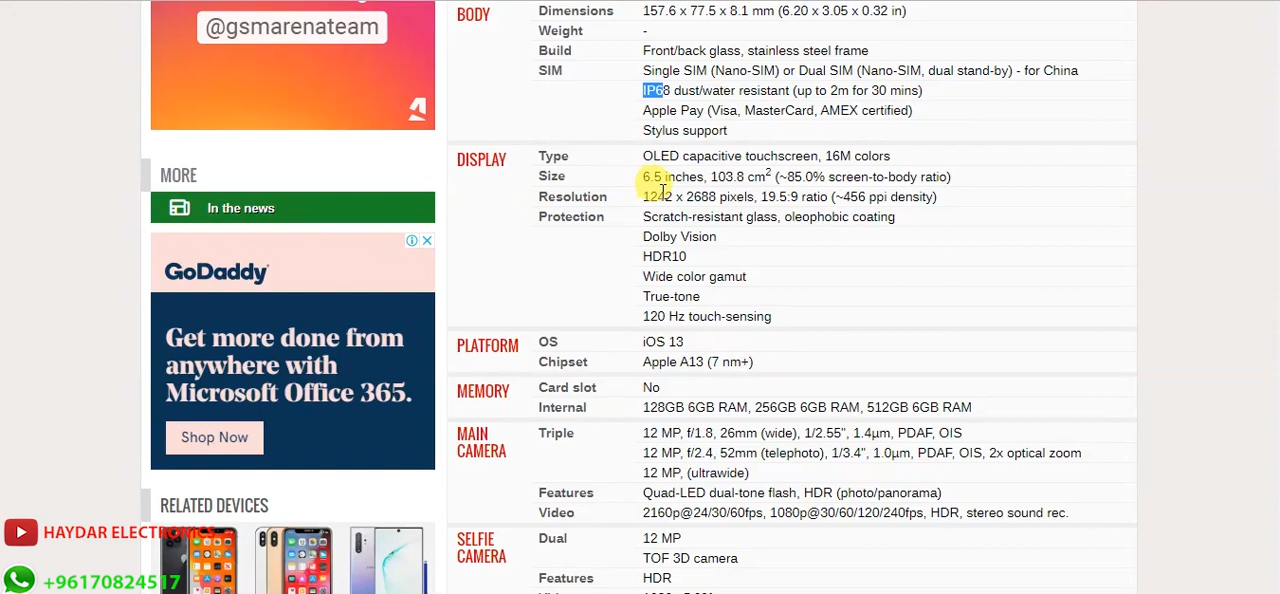 @gsmarenateam
MORE
In the news
GoDaddy
Get more done from
anywhere with
Microsoft Office 365.
Shop Now
RELATED DEVICES
HAYDAR ELECTRONICS
+96170824517
BODY
Dimensions 157.6 x 77.5 x 8.1 mm (6.20 x 3.05 x 0.32 in)
Weight -
Build Front/back glass, stainless steel frame
SIM Single SIM (Nano-SIM) or Dual SIM (Nano-SIM, dual stand-by) - for China
IP68 dust/water resistant (up to 2m for 30 mins)
Apple Pay (Visa, MasterCard, AMEX certified)
Stylus support
DISPLAY Type OLED capacitive touchscreen, 16M colors
Size 6.5 inches, 103.8 cm2 (~85.0% screen-to-body ratio)
Resolution 1242 x 2688 pixels, 19.5:9 ratio (~456 ppi density)
Protection Scratch-resistant glass, oleophobic coating
Dolby Vision
HDR10
Wide color gamut
True-tone
120 Hz touch-sensing
PLATFORM OS iOS 13
Chipset Apple A13 (7 nm+)
MEMORY Card slot No
Internal 128GB 6GB RAM, 256GB 6GB RAM, 512GB 6GB RAM
MAIN CAMERA Triple 12 MP, f/1.8, 26mm (wide), 1/2.55", 1.4µm, PDAF, OIS
12 MP, f/2.4, 52mm (telephoto), 1/3.4", 1.0µm, PDAF, OIS, 2x optical zoom
12 MP, (ultrawide)
Features Quad-LED dual-tone flash, HDR (photo/panorama)
Video 2160p@24/30/60fps, 1080p@30/60/120/240fps, HDR, stereo sound rec.
SELFIE CAMERA Dual 12 MP
TOF 3D camera
Features HDR